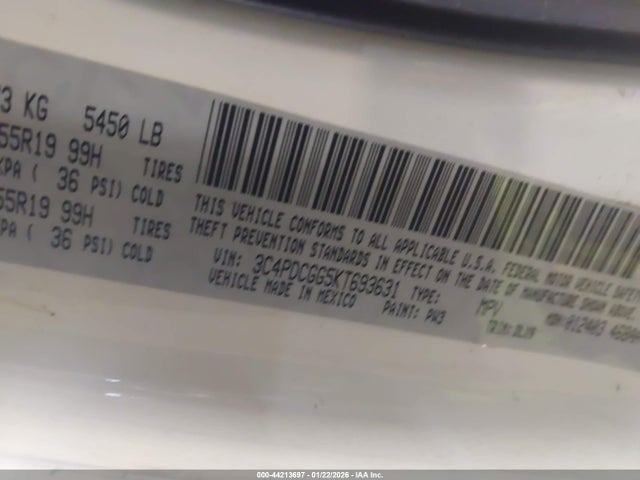 3 KG 5450 LB
55R19 99H TIRES
KPA ( 36 PSI) COLD
55R19 99H TIRES
KPA ( 36 PSI) COLD
THIS VEHICLE CONFORMS TO ALL APPLICABLE U.S.A. FEDERAL MOTOR VEHICLE SAFETY
THEFT PREVENTION STANDARDS IN EFFECT ON THE DATE OF MANUFACTURE SHOWN ABOVE.
VIN: 3C4PDCGG5KT693631 TYPE: MPV
VEHICLE MADE IN MEXICO PAINT: PW3
000-44213697 - 01/22/2026 - IAA Inc.